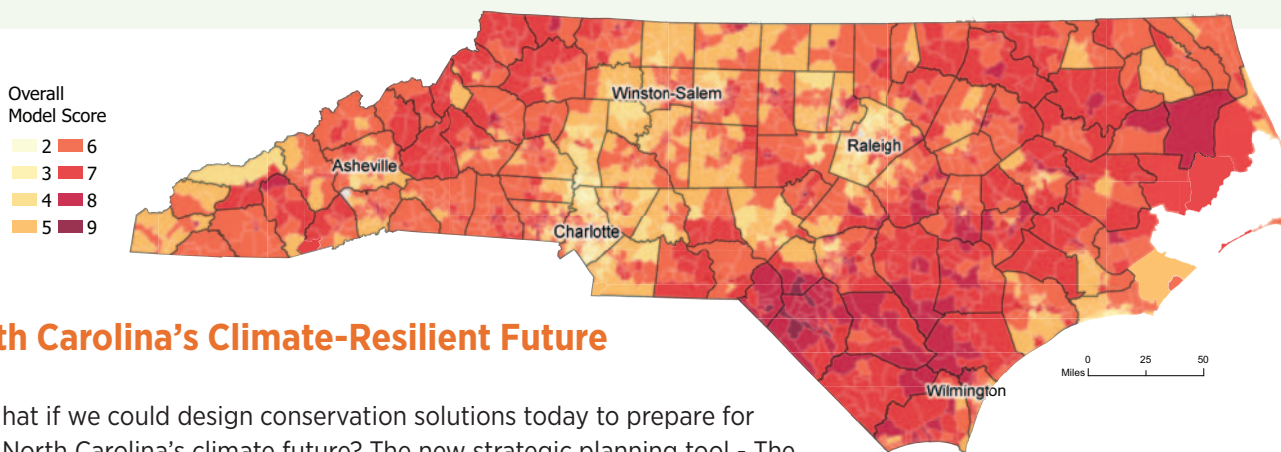 Overall
Model Score
2 6
3 7
4 8
5 9
Winston-Salem
Asheville
Raleigh
Charlotte
Wilmington
0 25 50
Miles
th Carolina's Climate-Resilient Future
hat if we could design conservation solutions today to prepare for
North Carolina's climate future? The new strategic planning tool - The